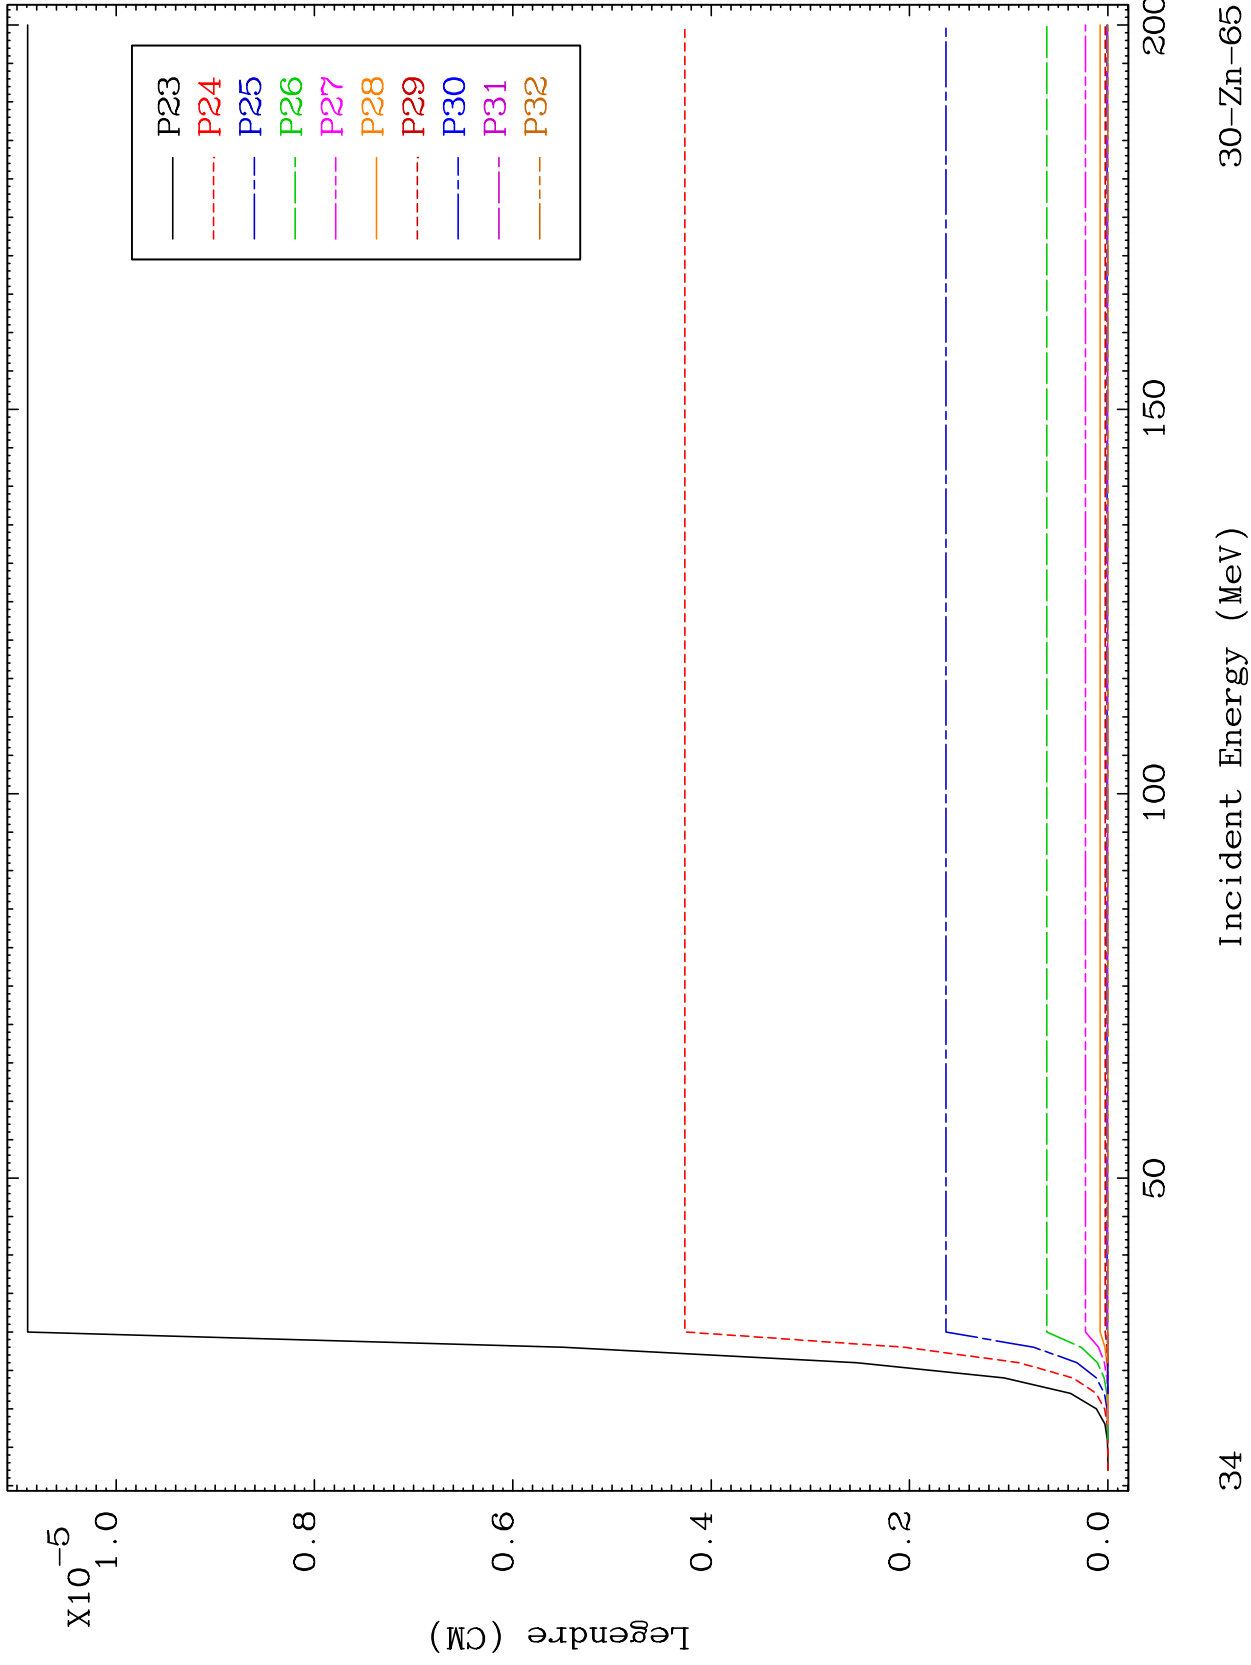 X10-5
1.0
0.8
0.6
0.4
0.2
0.0
Legendre (CM)
P23
P24
P25
P26
P27
P28
P29
P30
P31
P32
50
100
150
200
Incident Energy (MeV)
34
30-Zn-65